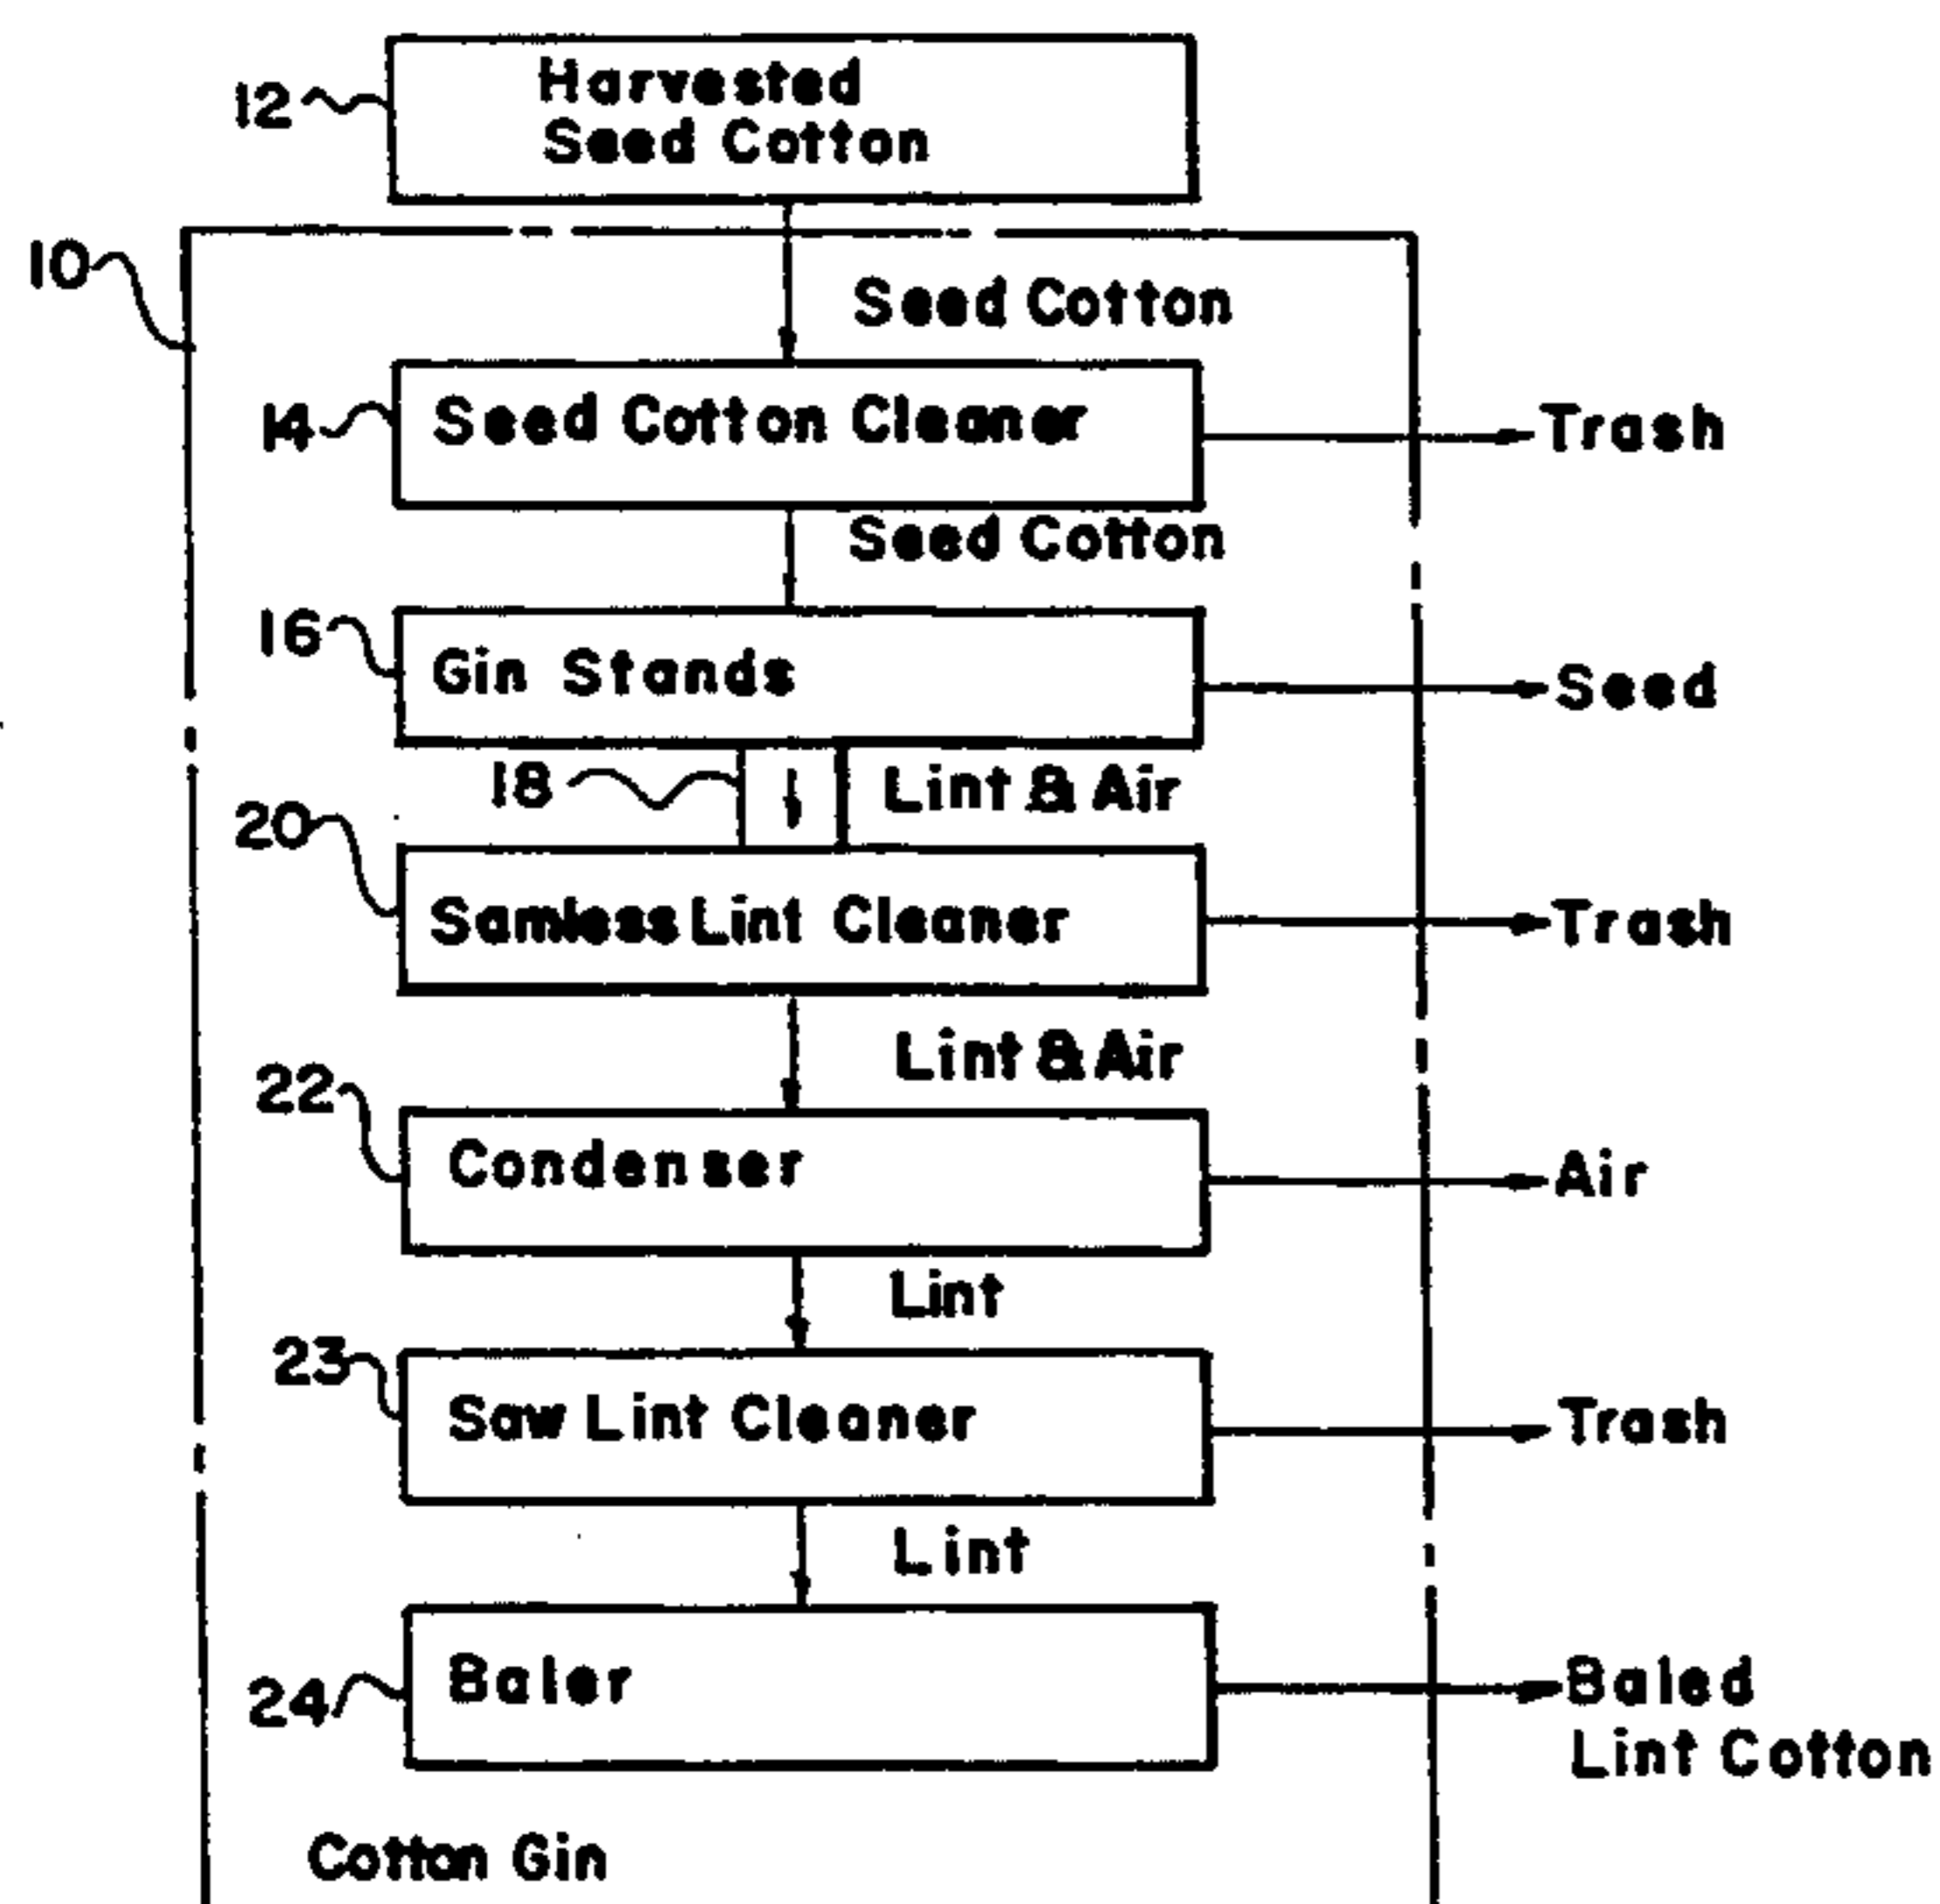 12
Harvested
Seed Cotton
10
Seed Cotton
14
Seed Cotton Cleaner
Trash
Seed Cotton
16
Gin Stands
Seed
18
Lint & Air
20
Samless Lint Cleaner
Trash
Lint & Air
22
Condenser
Air
Lint
23
Saw Lint Cleaner
Trash
Lint
24
Baler
Baled
Lint Cotton
Cotton Gin